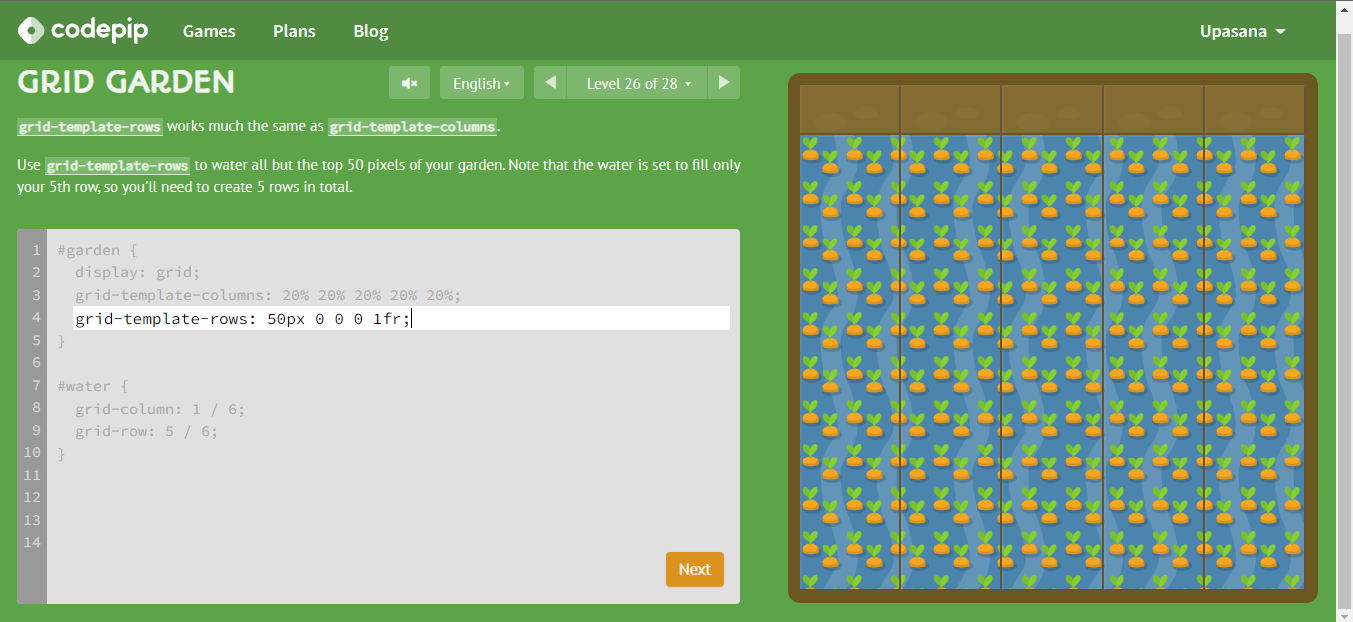 codepip Games Plans Blog Upasana
GRID GARDEN English Level 26 of 28
grid-template-rows works much the same as grid-template-columns.
Use grid-template-rows to water all but the top 50 pixels of your garden. Note that the water is set to fill only
your 5th row, so you'll need to create 5 rows in total.
1 #garden {
2 display: grid;
3 grid-template-columns: 20% 20% 20% 20% 20%;
4 grid-template-rows: 50px 0 0 0 1fr;
5 }
6
7 #water {
8 grid-column: 1 / 6;
9 grid-row: 5 / 6;
10 }
11
12
13
14
Next